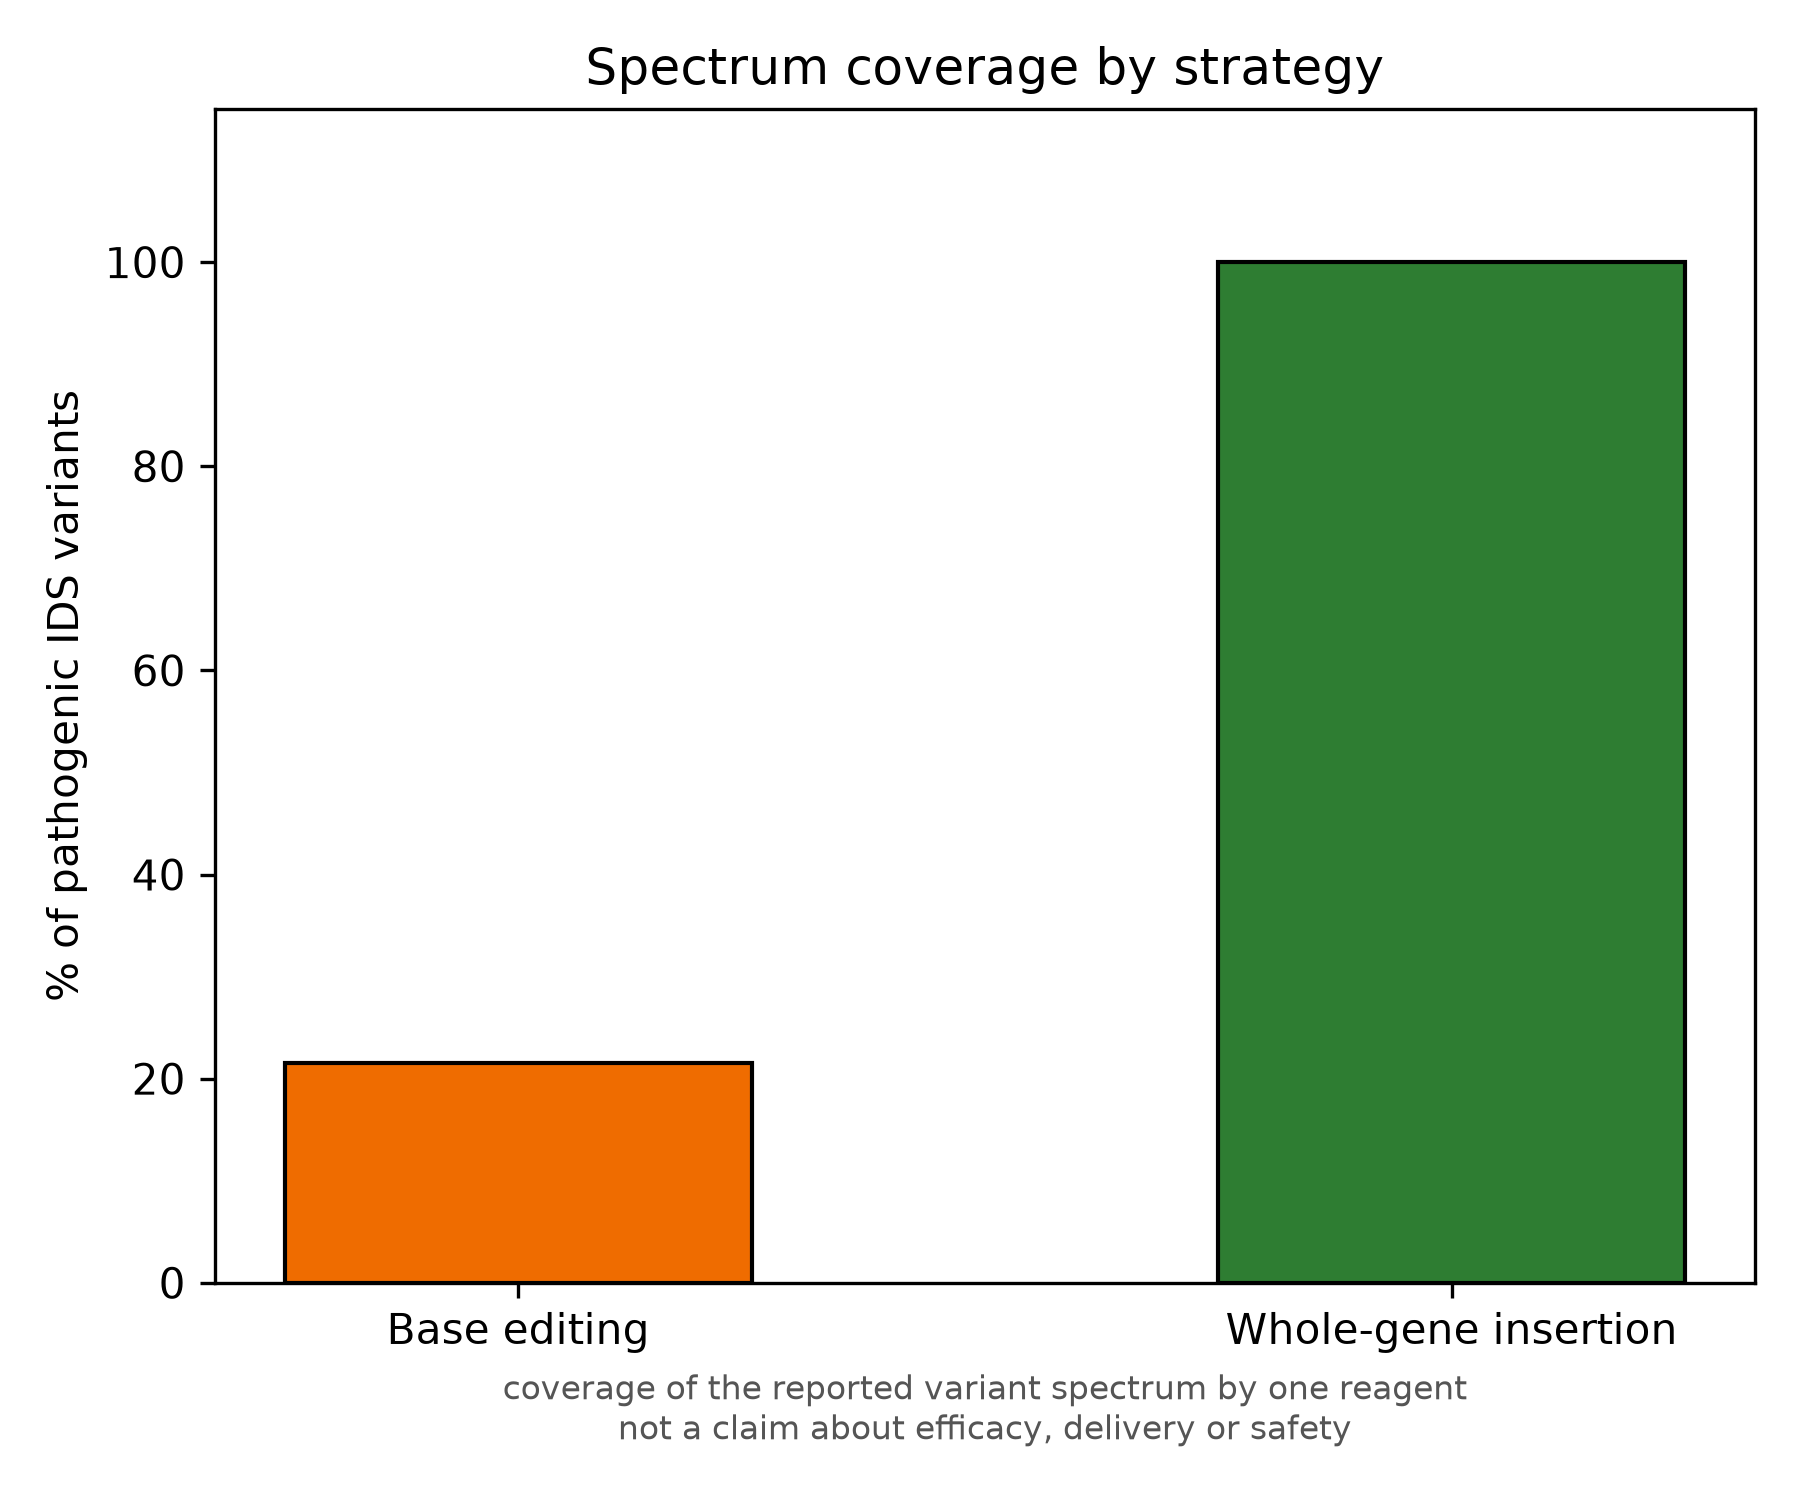 Spectrum coverage by strategy
% of pathogenic IDS variants
100
80
60
40
20
0
Base editing
Whole-gene insertion
coverage of the reported variant spectrum by one reagent
not a claim about efficacy, delivery or safety